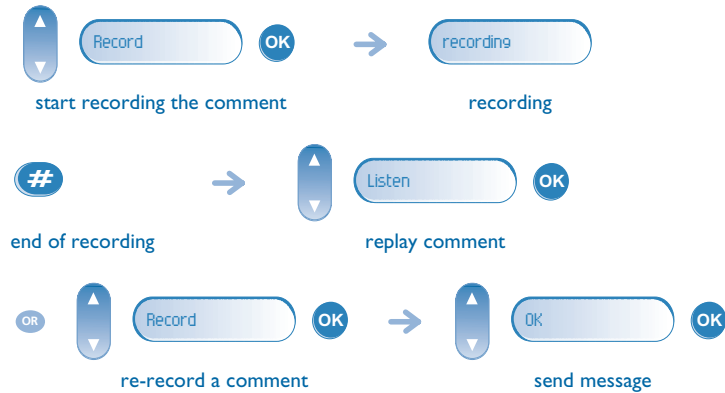 Record OK recording
start recording the comment recording
# Listen OK
end of recording replay comment
OR Record OK OK OK
re-record a comment send message